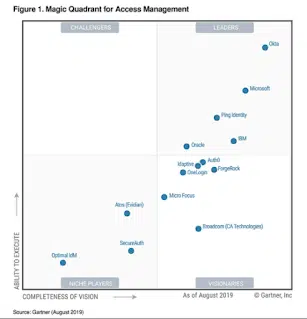 Figure 1. Magic Quadrant for Access Management
CHALLENGERS
LEADERS
Okta
Microsoft
Ping Identity
IBM
Oracle
Auth0
Idaptive
ForgeRock
OneLogin
Micro Focus
Atos (Evidian)
Broadcom (CA Technologies)
SecureAuth
Optimal IdM
NICHE PLAYERS
VISIONARIES
ABILITY TO EXECUTE
COMPLETENESS OF VISION
As of August 2019
© Gartner, Inc
Source: Gartner (August 2019)